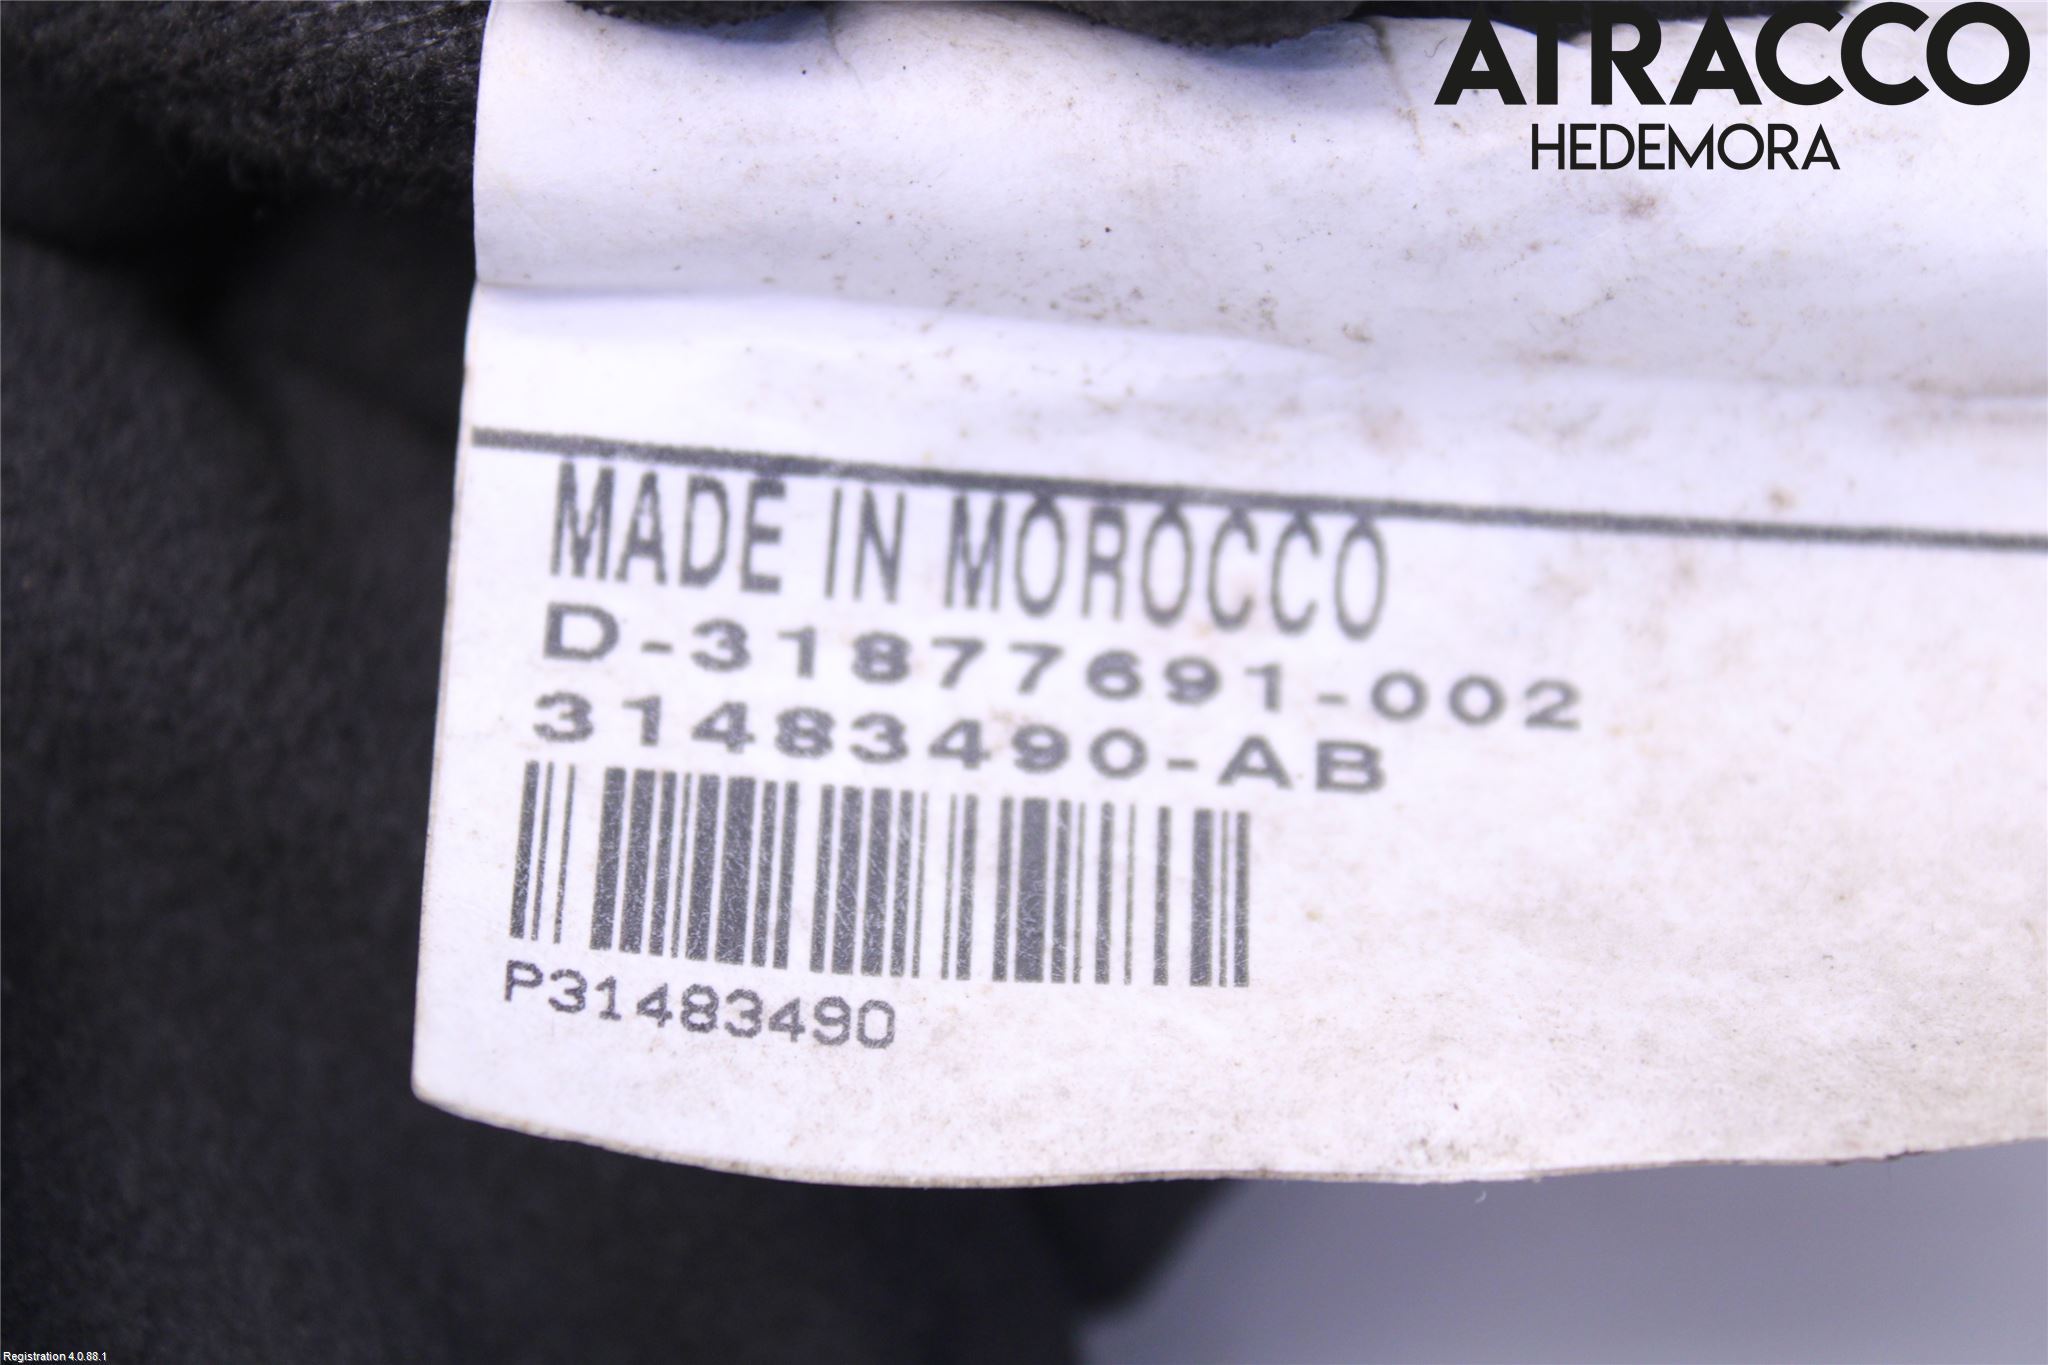 ATRACCO
HEDEMORA
MADE IN MOROCCO
D-31877691-002
31483490-AB
P31483490
Registration 4.0.88.1